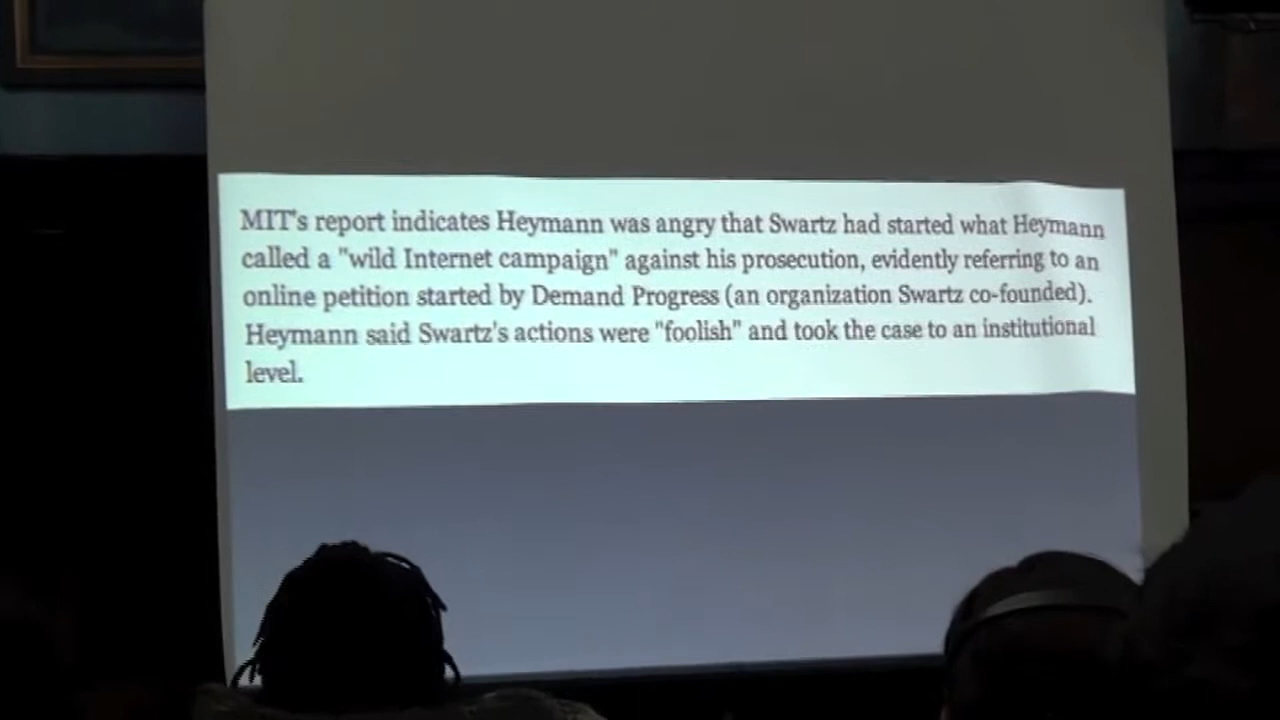 MIT's report indicates Heymann was angry that Swartz had started what Heymann
called a "wild Internet campaign" against his prosecution, evidently referring to an
online petition started by Demand Progress (an organization Swartz co-founded).
Heymann said Swartz's actions were "foolish" and took the case to an institutional
level.